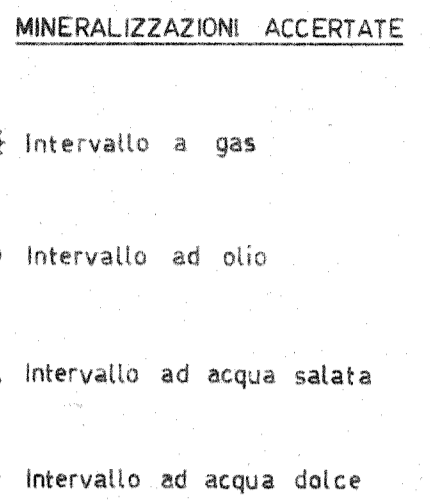 MINERALIZZAZIONI ACCERTATE
Intervallo a gas
Intervallo ad olio
Intervallo ad acqua salata
Intervallo ad acqua dolce